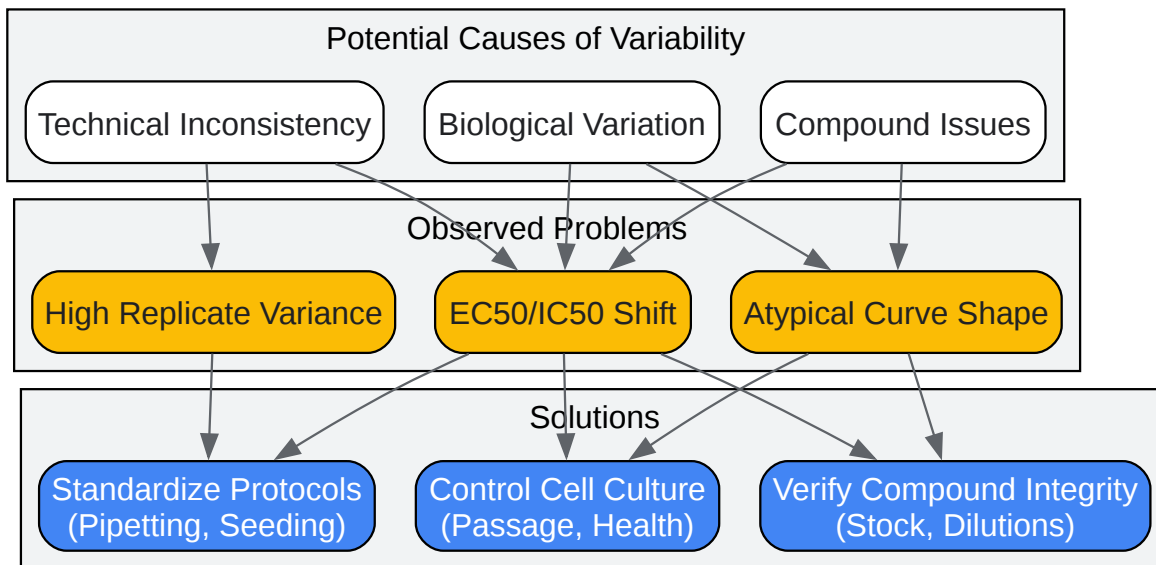 Potential Causes of Variability
Technical Inconsistency
Biological Variation
Compound Issues
Observed Problems
High Replicate Variance
EC50/IC50 Shift
Atypical Curve Shape
Solutions
Standardize Protocols
(Pipetting, Seeding)
Control Cell Culture
(Passage, Health)
Verify Compound Integrity
(Stock, Dilutions)